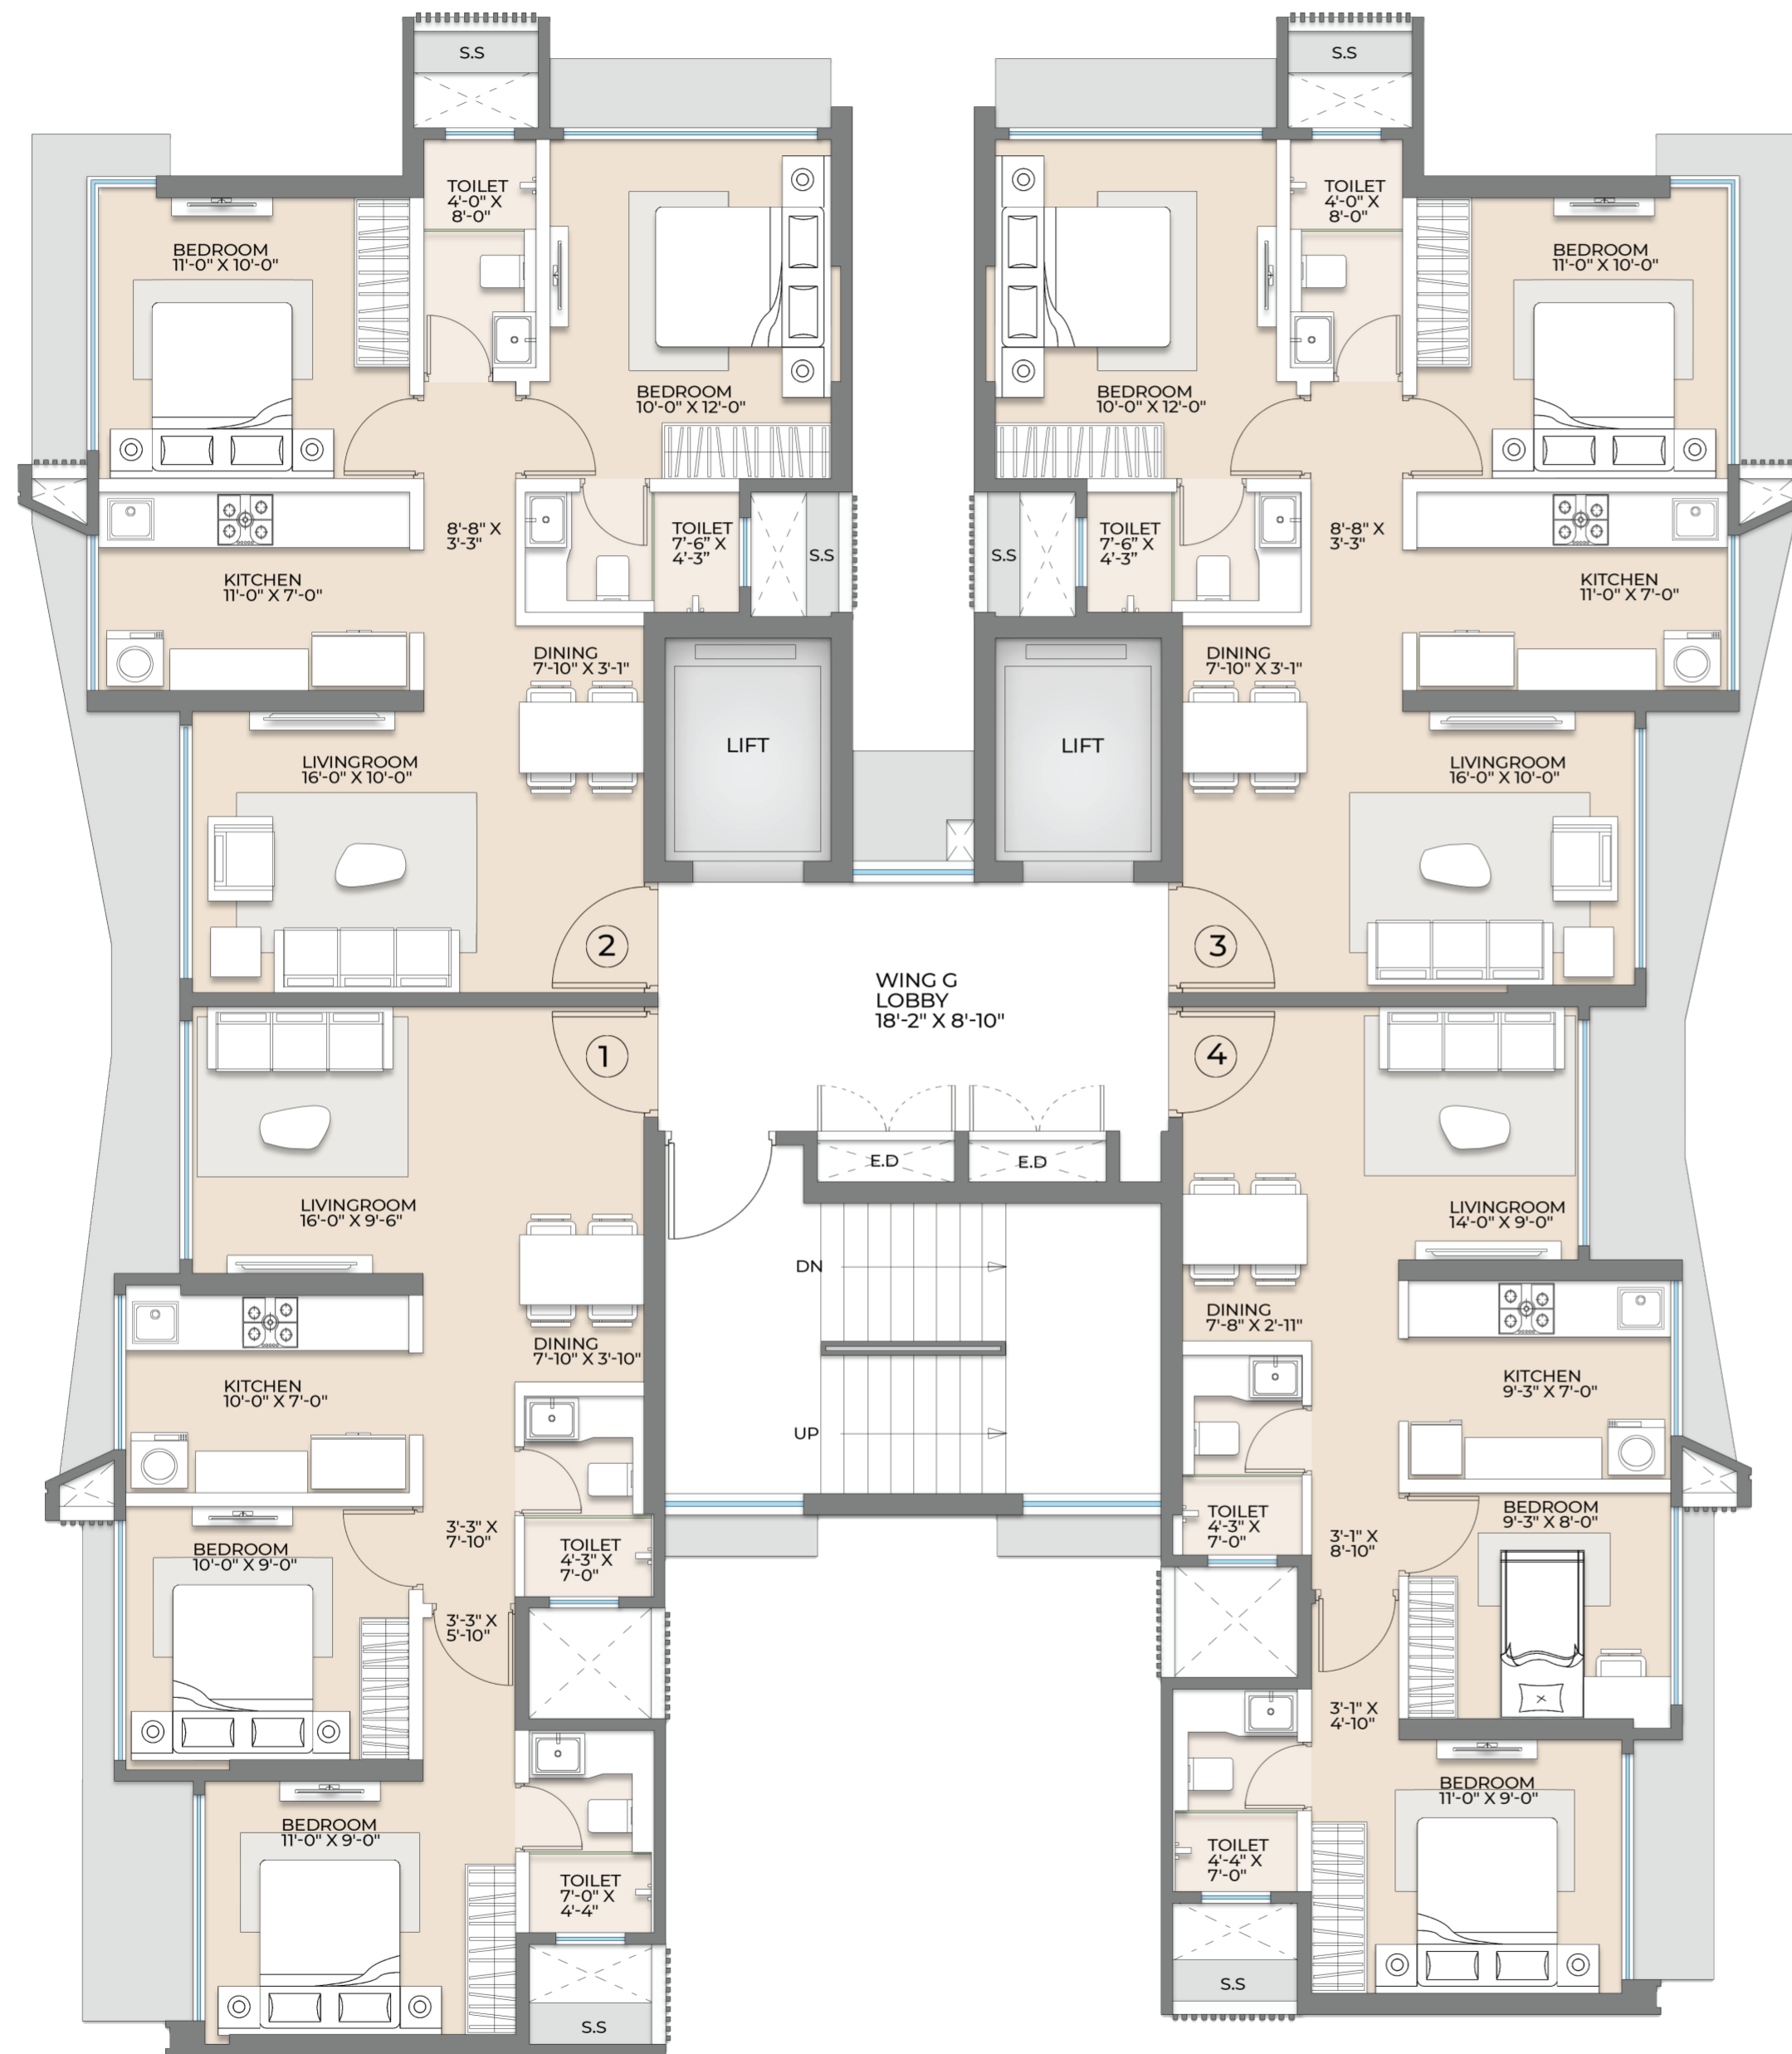 S.S
S.S
TOILET
4'-0" X
8'-0"
TOILET
4'-0" X
8'-0"
BEDROOM
11'-0" X 10'-0"
BEDROOM
11'-0" X 10'-0"
BEDROOM
10'-0" X 12'-0"
BEDROOM
10'-0" X 12'-0"
8'-8" X
3'-3"
TOILET
7'-6” X
4'-3”
S.S
S.S
TOILET
7'-6” X
4'-3”
8'-8" X
3'-3"
KITCHEN
11'-0" X 7'-0"
KITCHEN
11'-0" X 7'-0"
DINING
7'-10" X 3'-1"
DINING
7'-10" X 3'-1"
LIFT
LIFT
LIVINGROOM
16'-0" X 10'-0"
LIVINGROOM
16'-0" X 10'-0"
2
3
WING G
LOBBY
18'-2" X 8'-10"
1
4
E.D
E.D
LIVINGROOM
16'-0" X 9'-6"
LIVINGROOM
14'-0" X 9'-0"
DN
DINING
7'-10" X 3'-10"
DINING
7'-8" X 2'-11"
KITCHEN
10'-0" X 7'-0"
KITCHEN
9'-3" X 7'-0"
UP
BEDROOM
10'-0" X 9'-0"
3'-3" X
7'-10"
TOILET
4'-3" X
7'-0"
TOILET
4'-3" X
7'-0"
3'-1" X
8'-10"
BEDROOM
9'-3" X 8'-0"
3'-3" X
5'-10"
3'-1" X
4'-10"
BEDROOM
11'-0" X 9'-0"
BEDROOM
11'-0" X 9'-0"
TOILET
7'-0" X
4'-4"
TOILET
4'-4" X
7'-0"
S.S
S.S